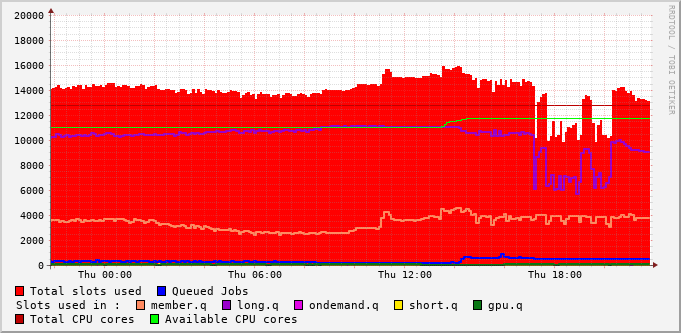 20000
18000
16000
14000
12000
10000
8000
6000
4000
2000
0
Thu 00:00 Thu 06:00 Thu 12:00 Thu 18:00
RRDTOOL / TOBI OETIKER
Total slots used Queued Jobs
Slots used in : member.q long.q ondemand.q short.q gpu.q
Total CPU cores Available CPU cores